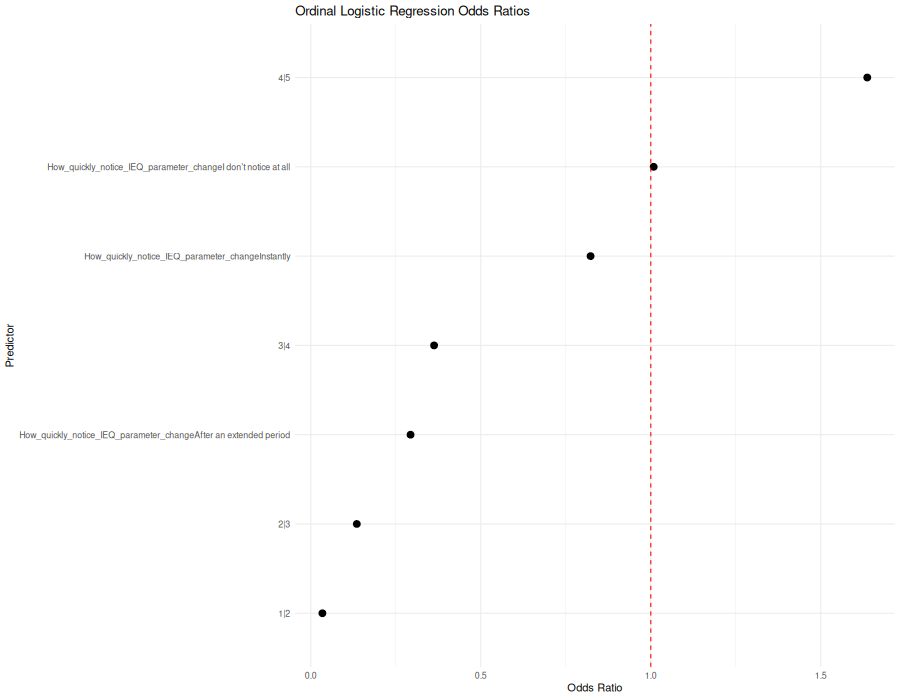 Ordinal Logistic Regression Odds Ratios
4|5
How_quickly_notice_IEQ_parameter_changeI don't notice at all
How_quickly_notice_IEQ_parameter_changeInstantly
3|4
How_quickly_notice_IEQ_parameter_changeAfter an extended period
2|3
1|2
Predictor
0.0 0.5 1.0 1.5
Odds Ratio